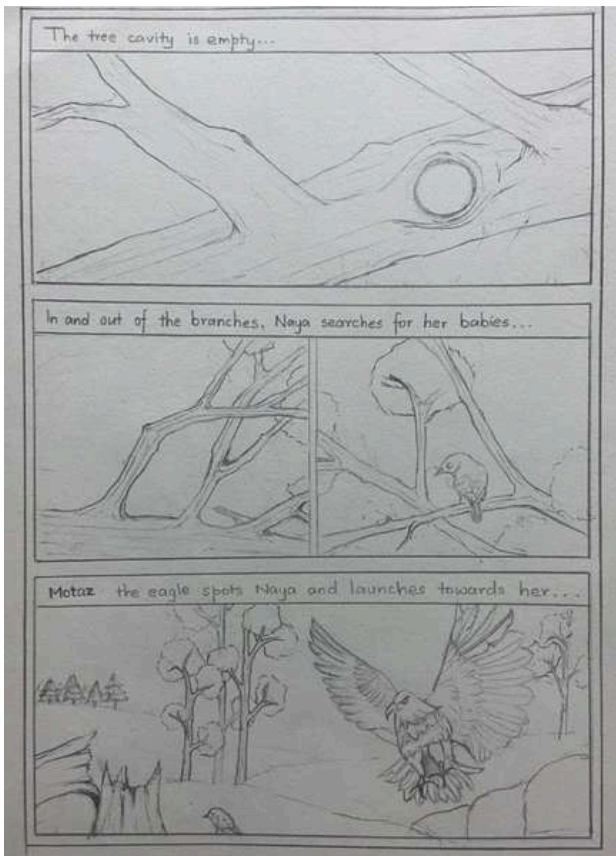 The tree cavity is empty...
In and out of the branches, Naya searches for her babies...
Motaz the eagle spots Naya and launches towards her...